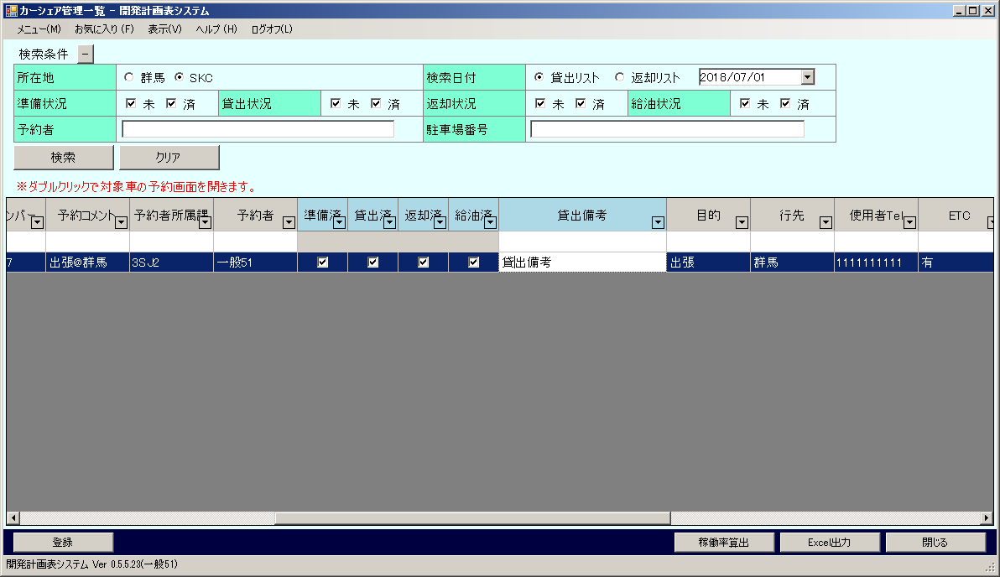 カーシェア管理一覧 － 開発計画表システム
メニュー(M) お気に入り(F) 表示(V) ヘルプ(H) ログオフ(L)
検索条件 －
所在地 群馬 SKC 検索日付 貸出リスト 返却リスト 2018/07/01
準備状況 未 済 貸出状況 未 済 返却状況 未 済 給油状況 未 済
予約者 駐車場番号
検索 クリア
※ダブルクリックで対象車の予約画面を開きます。
ンバー 予約コメント 予約者所属課 予約者 準備済 貸出済 返却済 給油済 貸出備考 目的 行先 使用者Tel ETC
7 出張@群馬 3SJ2 一般51 貸出備考 出張 群馬 1111111111 有
登録 稼働率算出 Excel出力 閉じる
開発計画表システム Ver 0.5.5.23(一般51)